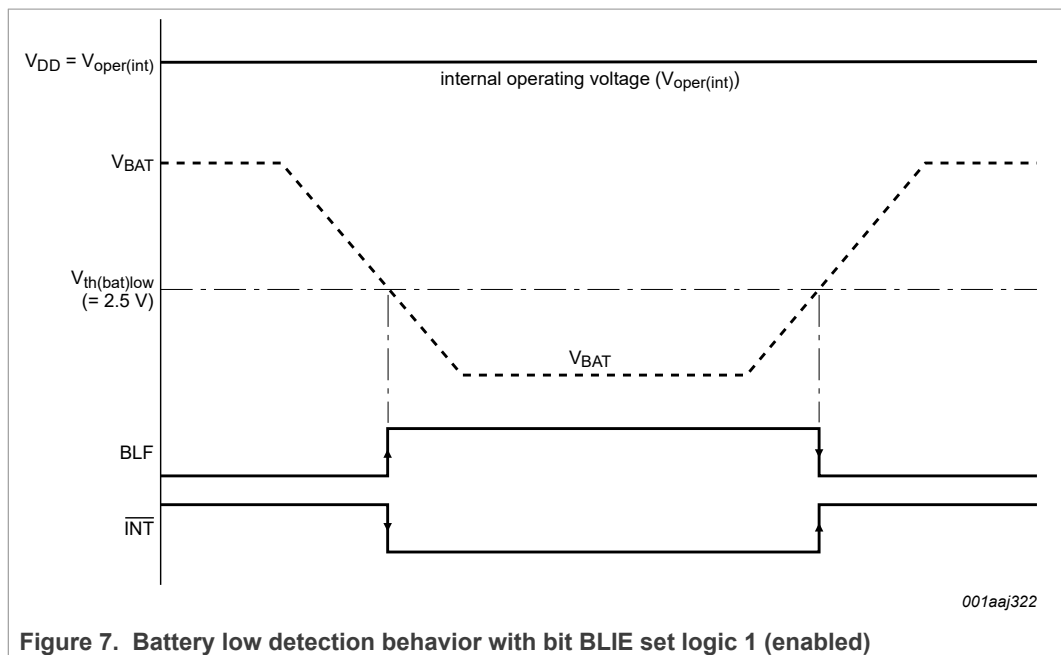 VDD = Voper(int)
internal operating voltage (Voper(int))
VBAT
Vth(bat)low
(= 2.5 V)
VBAT
BLF
INT
001aaj322
Figure 7. Battery low detection behavior with bit BLIE set logic 1 (enabled)